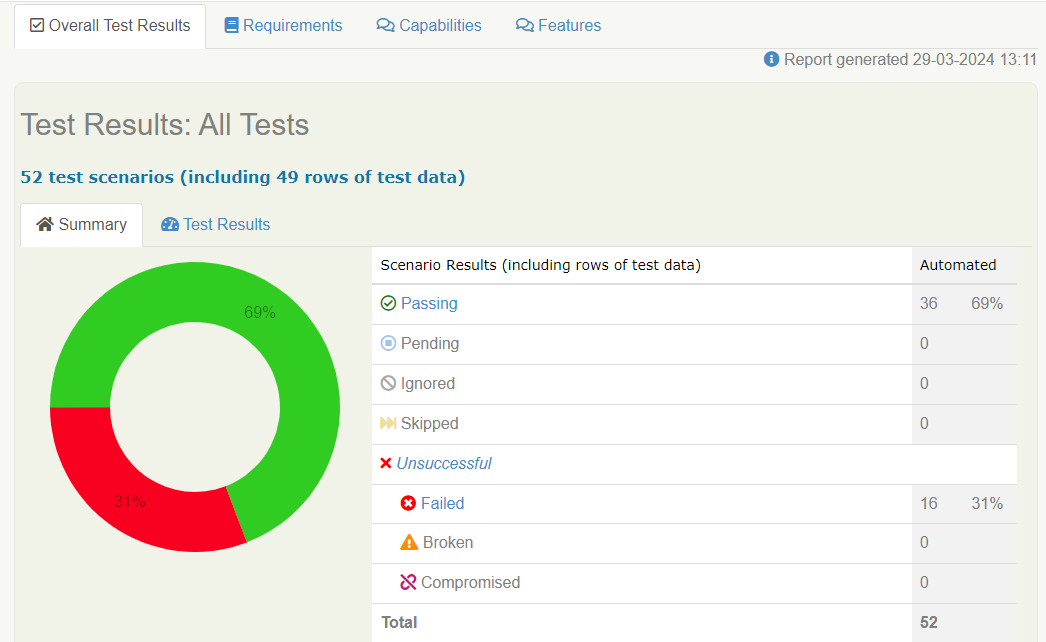 Overall Test Results Requirements Capabilities Features
Report generated 29-03-2024 13:11
Test Results: All Tests
52 test scenarios (including 49 rows of test data)
Summary Test Results
Scenario Results (including rows of test data) Automated
Passing 36 69%
Pending 0
Ignored 0
Skipped 0
Unsuccessful
Failed 16 31%
Broken 0
Compromised 0
Total 52
69%
31%